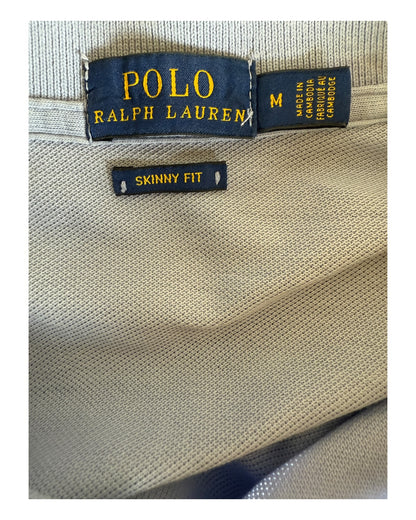 POLO
RALPH LAUREN
M
MADE IN
CAMBODIA
FABRIQUÉ AU
CAMBODGE
SKINNY FIT